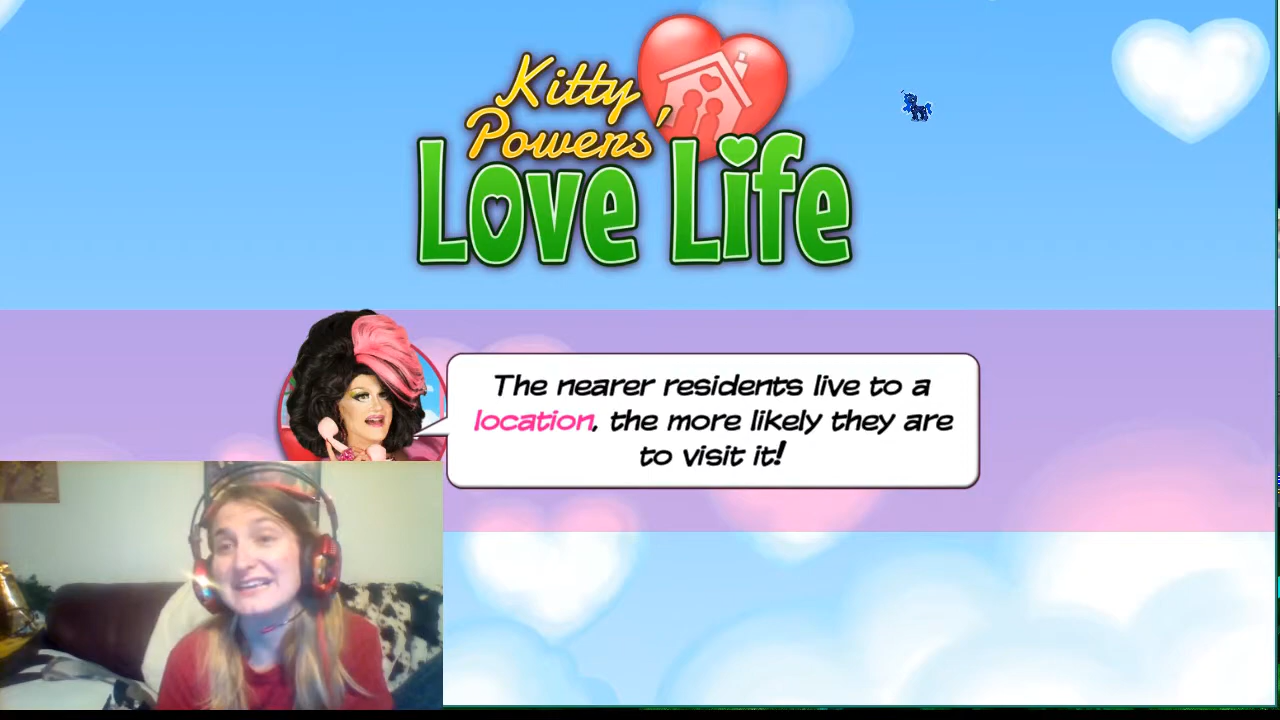 Kitty
Powers'
Love Life
The nearer residents live to a
location, the more likely they are
to visit it!